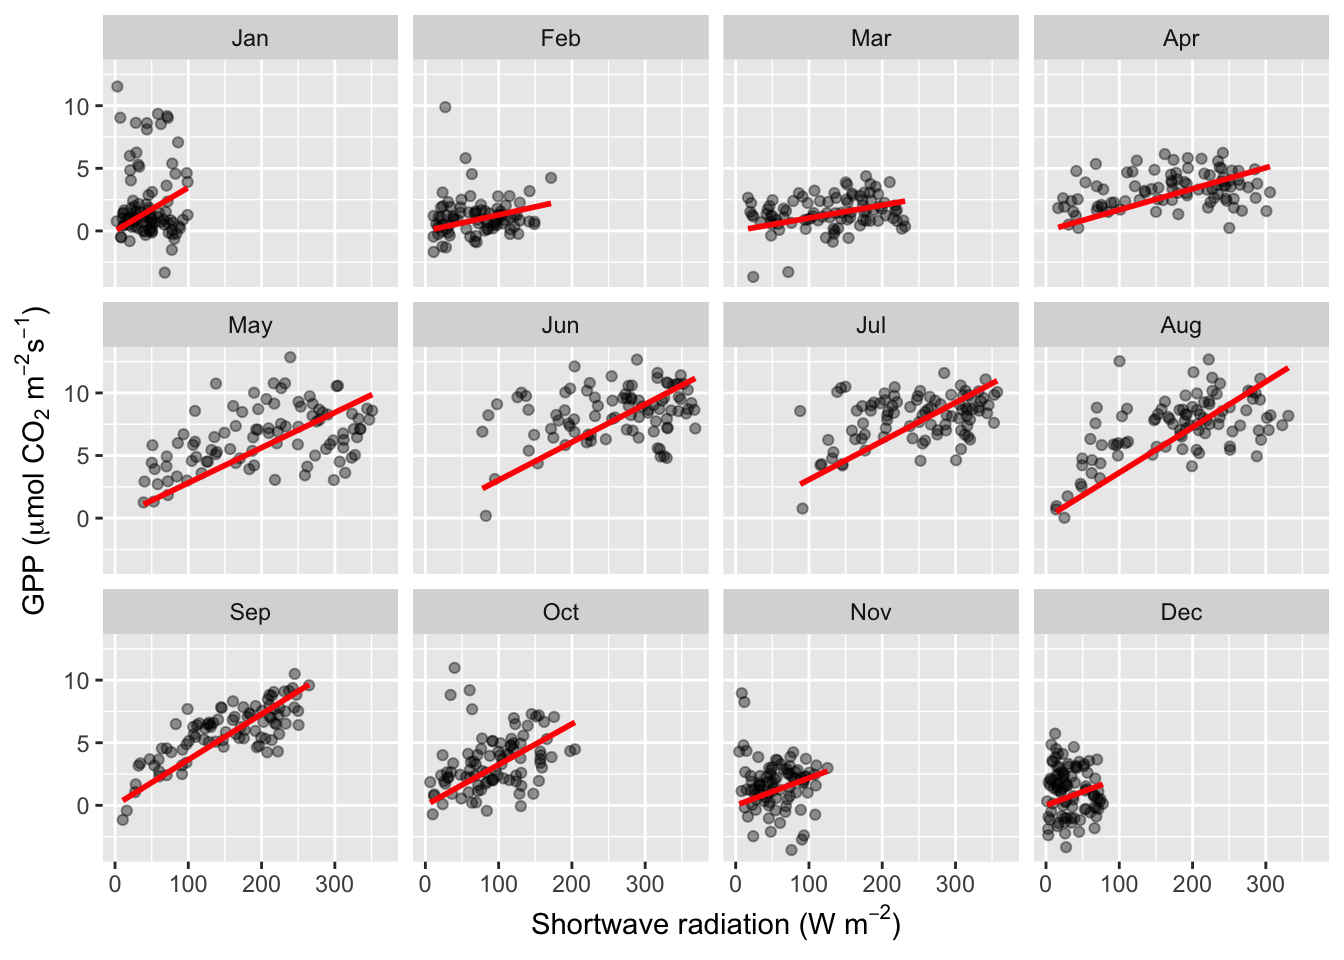 Jan Feb Mar Apr
10
5
0
May Jun Jul Aug
10
5
0
GPP (μmol CO₂ m⁻²s⁻¹)
Sep Oct Nov Dec
10
5
0
0 100 200 300 0 100 200 300 0 100 200 300 0 100 200 300
Shortwave radiation (W m⁻²)